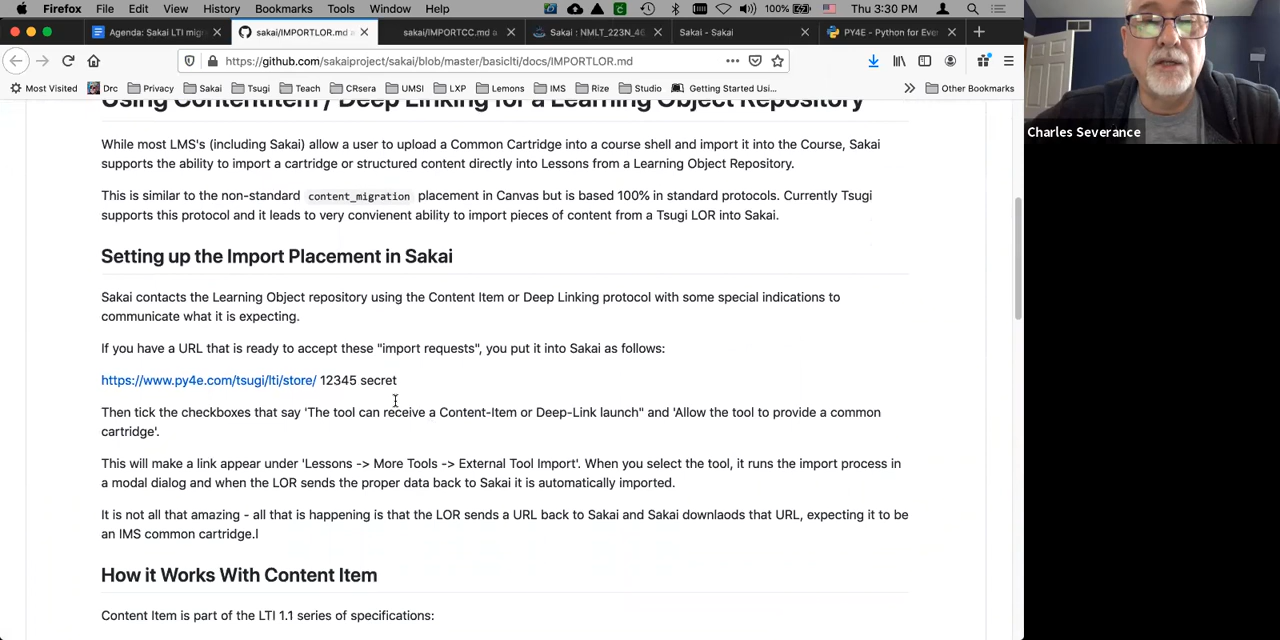 Firefox File Edit View History Bookmarks Tools Window Help 100% Thu 3:30 PM
Agenda: Sakai LTI mig
sakai/IMPORTLOR.md a
sakai/IMPORTCC.md a
Sakai : NMLT_223N_4
Sakai - Sakai
PY4E - Python for Eve
https://github.com/sakaiproject/sakai/blob/master/basiclti/docs/IMPORTLOR.md
Most Visited Drc Privacy Sakai Tsugi Teach CRsera UMSI LXP Lemons IMS Rize Studio Getting Started Usi... Other Bookmarks
Using ContentItem / Deep Linking for a Learning Object Repository
While most LMS's (including Sakai) allow a user to upload a Common Cartridge into a course shell and import it into the Course, Sakai
supports the ability to import a cartridge or structured content directly into Lessons from a Learning Object Repository.
This is similar to the non-standard content_migration placement in Canvas but is based 100% in standard protocols. Currently Tsugi
supports this protocol and it leads to very convienent ability to import pieces of content from a Tsugi LOR into Sakai.
Setting up the Import Placement in Sakai
Sakai contacts the Learning Object repository using the Content Item or Deep Linking protocol with some special indications to
communicate what it is expecting.
If you have a URL that is ready to accept these "import requests", you put it into Sakai as follows:
https://www.py4e.com/tsugi/lti/store/ 12345 secret
Then tick the checkboxes that say 'The tool can receive a Content-Item or Deep-Link launch" and 'Allow the tool to provide a common
cartridge'.
This will make a link appear under 'Lessons -> More Tools -> External Tool Import'. When you select the tool, it runs the import process in
a modal dialog and when the LOR sends the proper data back to Sakai it is automatically imported.
It is not all that amazing - all that is happening is that the LOR sends a URL back to Sakai and Sakai downlaods that URL, expecting it to be
an IMS common cartridge.l
How it Works With Content Item
Content Item is part of the LTI 1.1 series of specifications:
Charles Severance